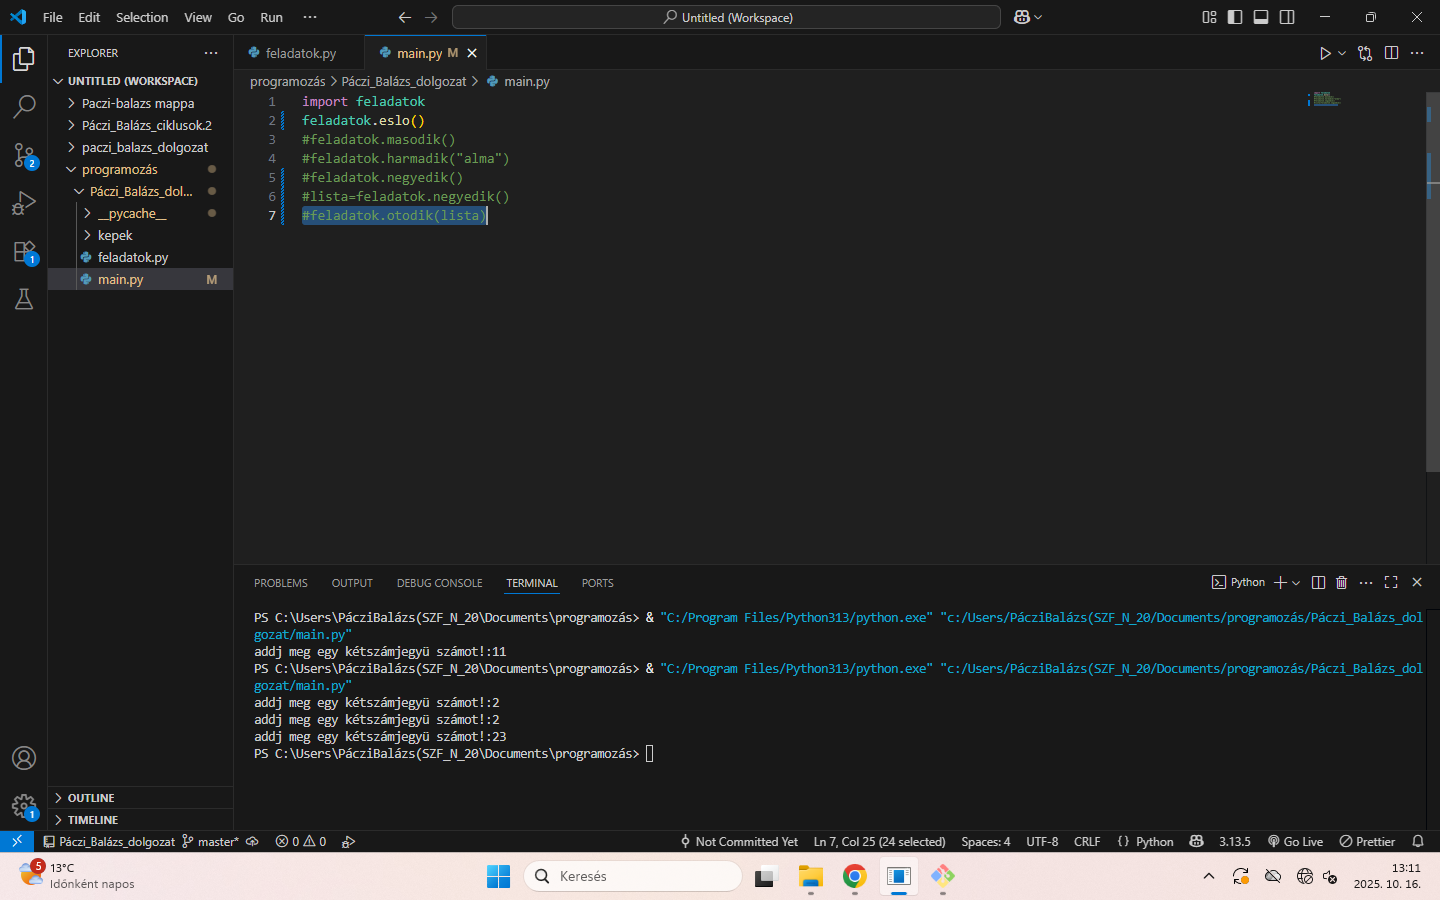 File Edit Selection View Go Run ··· Untitled (Workspace)
EXPLORER ···
UNTITLED (WORKSPACE)
Paczi-balazs mappa
Páczi_Balázs_ciklusok.2
paczi_balazs_dolgozat
programozás
Páczi_Balázs_dol...
__pycache__
kepek
feladatok.py
main.py M
OUTLINE
TIMELINE
2
1
1
feladatok.py main.py M
programozás > Páczi_Balázs_dolgozat > main.py
1 import feladatok
2 feladatok.eslo()
3 #feladatok.masodik()
4 #feladatok.harmadik("alma")
5 #feladatok.negyedik()
6 #lista=feladatok.negyedik()
7 #feladatok.otodik(lista)
PROBLEMS OUTPUT DEBUG CONSOLE TERMINAL PORTS Python
PS C:\Users\PácziBalázs(SZF_N_20\Documents\programozás> & "C:/Program Files/Python313/python.exe" "c:/Users/PácziBalázs(SZF_N_20/Documents/programozás/Páczi_Balázs_dol
gozat/main.py"
addj meg egy kétszámjegyü számot!:11
PS C:\Users\PácziBalázs(SZF_N_20\Documents\programozás> & "C:/Program Files/Python313/python.exe" "c:/Users/PácziBalázs(SZF_N_20/Documents/programozás/Páczi_Balázs_dol
gozat/main.py"
addj meg egy kétszámjegyü számot!:2
addj meg egy kétszámjegyü számot!:2
addj meg egy kétszámjegyü számot!:23
PS C:\Users\PácziBalázs(SZF_N_20\Documents\programozás>
Páczi_Balázs_dolgozat master* 0 0 Not Committed Yet Ln 7, Col 25 (24 selected) Spaces: 4 UTF-8 CRLF {} Python 3.13.5 Go Live Prettier
5
13°C
Időnként napos
Keresés
13:11
2025. 10. 16.